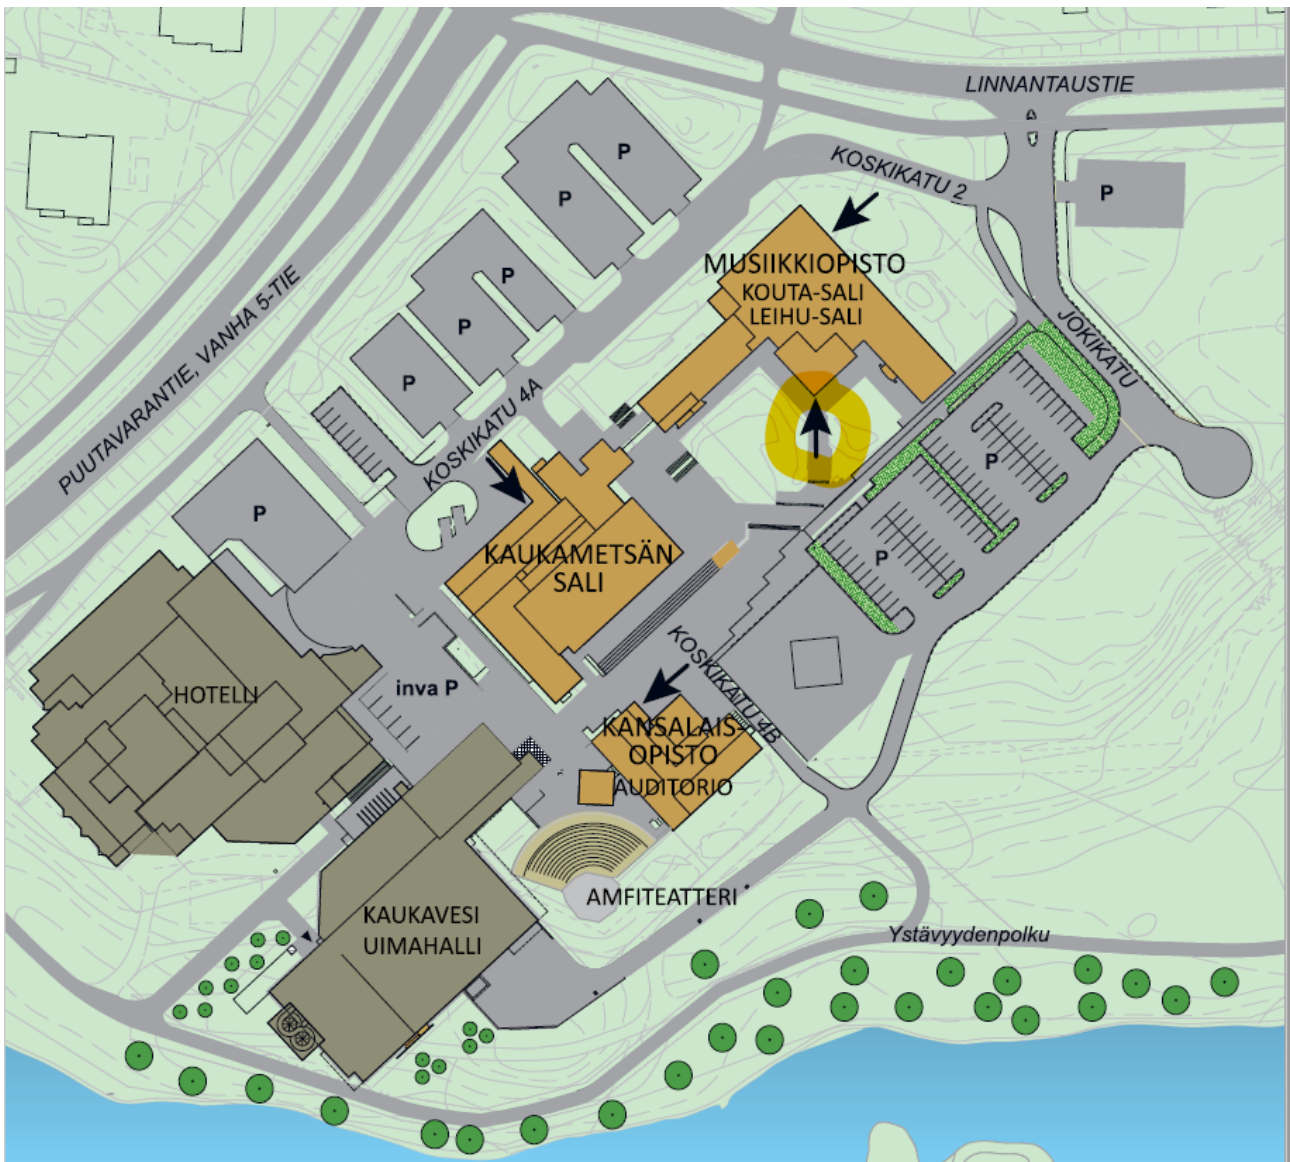 LINNANTAUSTIE
P
KOSKIKATU 2
P
P
MUSIIKKIOPISTO
KOUTA-SALI
LEIHU-SALI
P
P
PUUTAVARANTIE, VANHA 5-TIE
JOKIKATU
P
KOSKIKATU 4A
P
P
KAUKAMETSÄN
SALI
P
KOSKIKATU 4B
inva P
HOTELLI
KANSALAIS-
OPISTO
AUDITORIO
AMFITEATTERI
KAUKAVESI
UIMAHALLI
Ystävyydenpolku